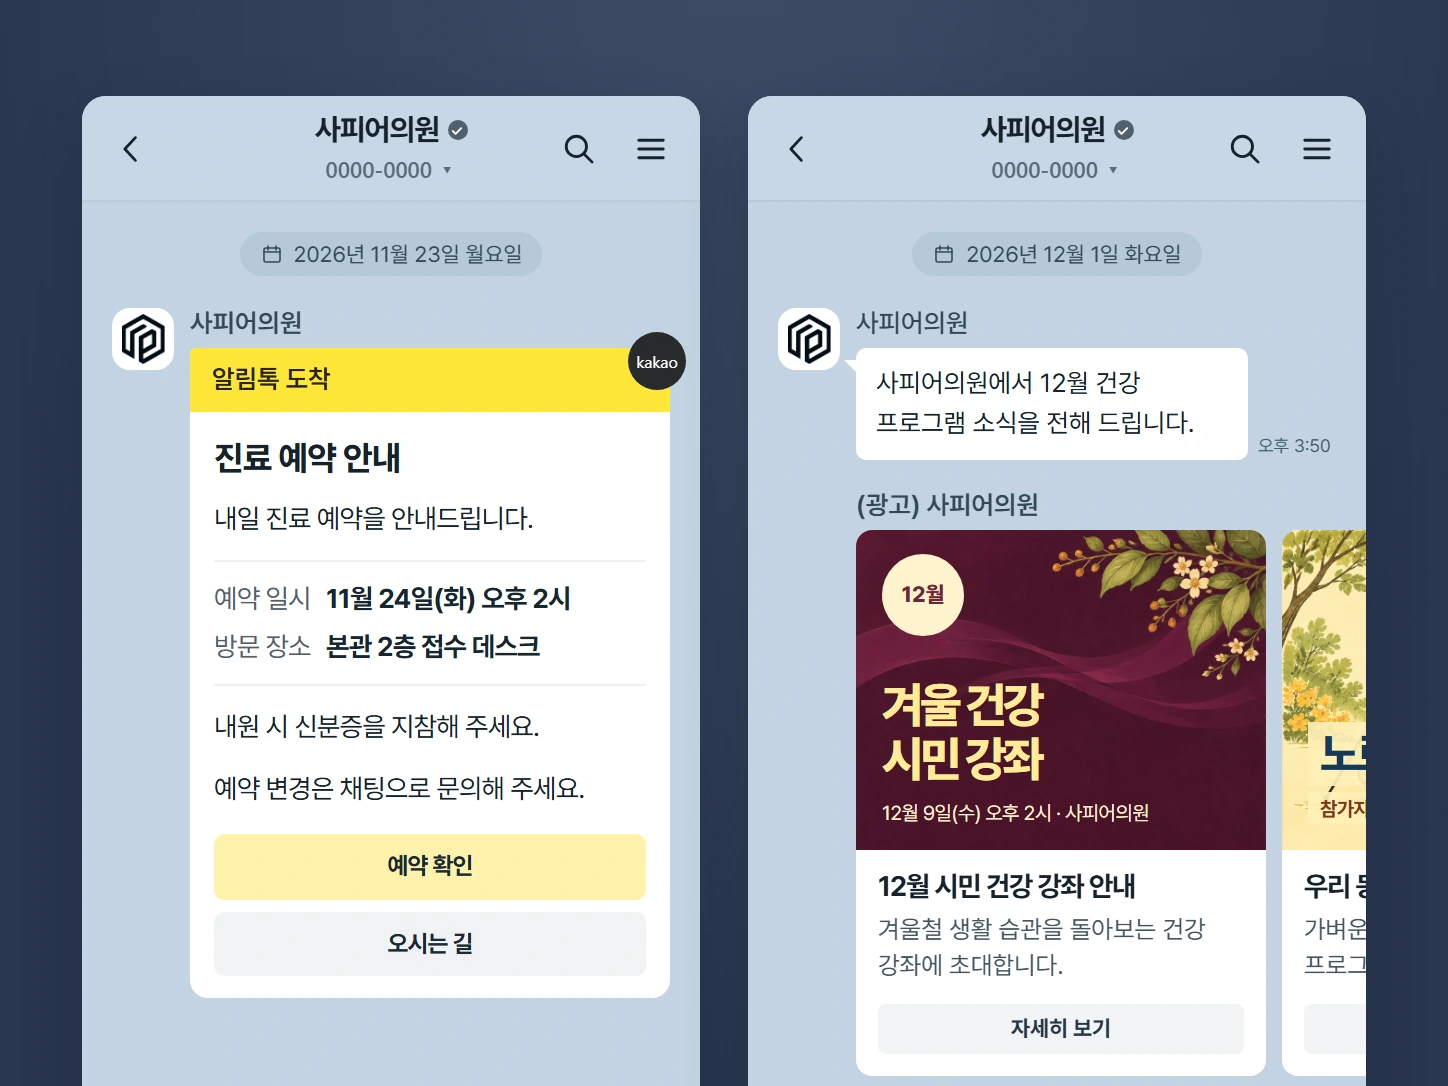 사피어의원
0000-0000
2026년 11월 23일 월요일
사피어의원
알림톡 도착
kakao
진료 예약 안내
내일 진료 예약을 안내드립니다.
예약 일시 11월 24일(화) 오후 2시
방문 장소 본관 2층 접수 데스크
내원 시 신분증을 지참해 주세요.
예약 변경은 채팅으로 문의해 주세요.
예약 확인
오시는 길
사피어의원
0000-0000
2026년 12월 1일 화요일
사피어의원
사피어의원에서 12월 건강
프로그램 소식을 전해 드립니다.
오후 3:50
(광고) 사피어의원
12월
겨울 건강
시민 강좌
12월 9일(수) 오후 2시 · 사피어의원
12월 시민 건강 강좌 안내
겨울철 생활 습관을 돌아보는 건강
강좌에 초대합니다.
자세히 보기
참가
우리
가벼운
프로그